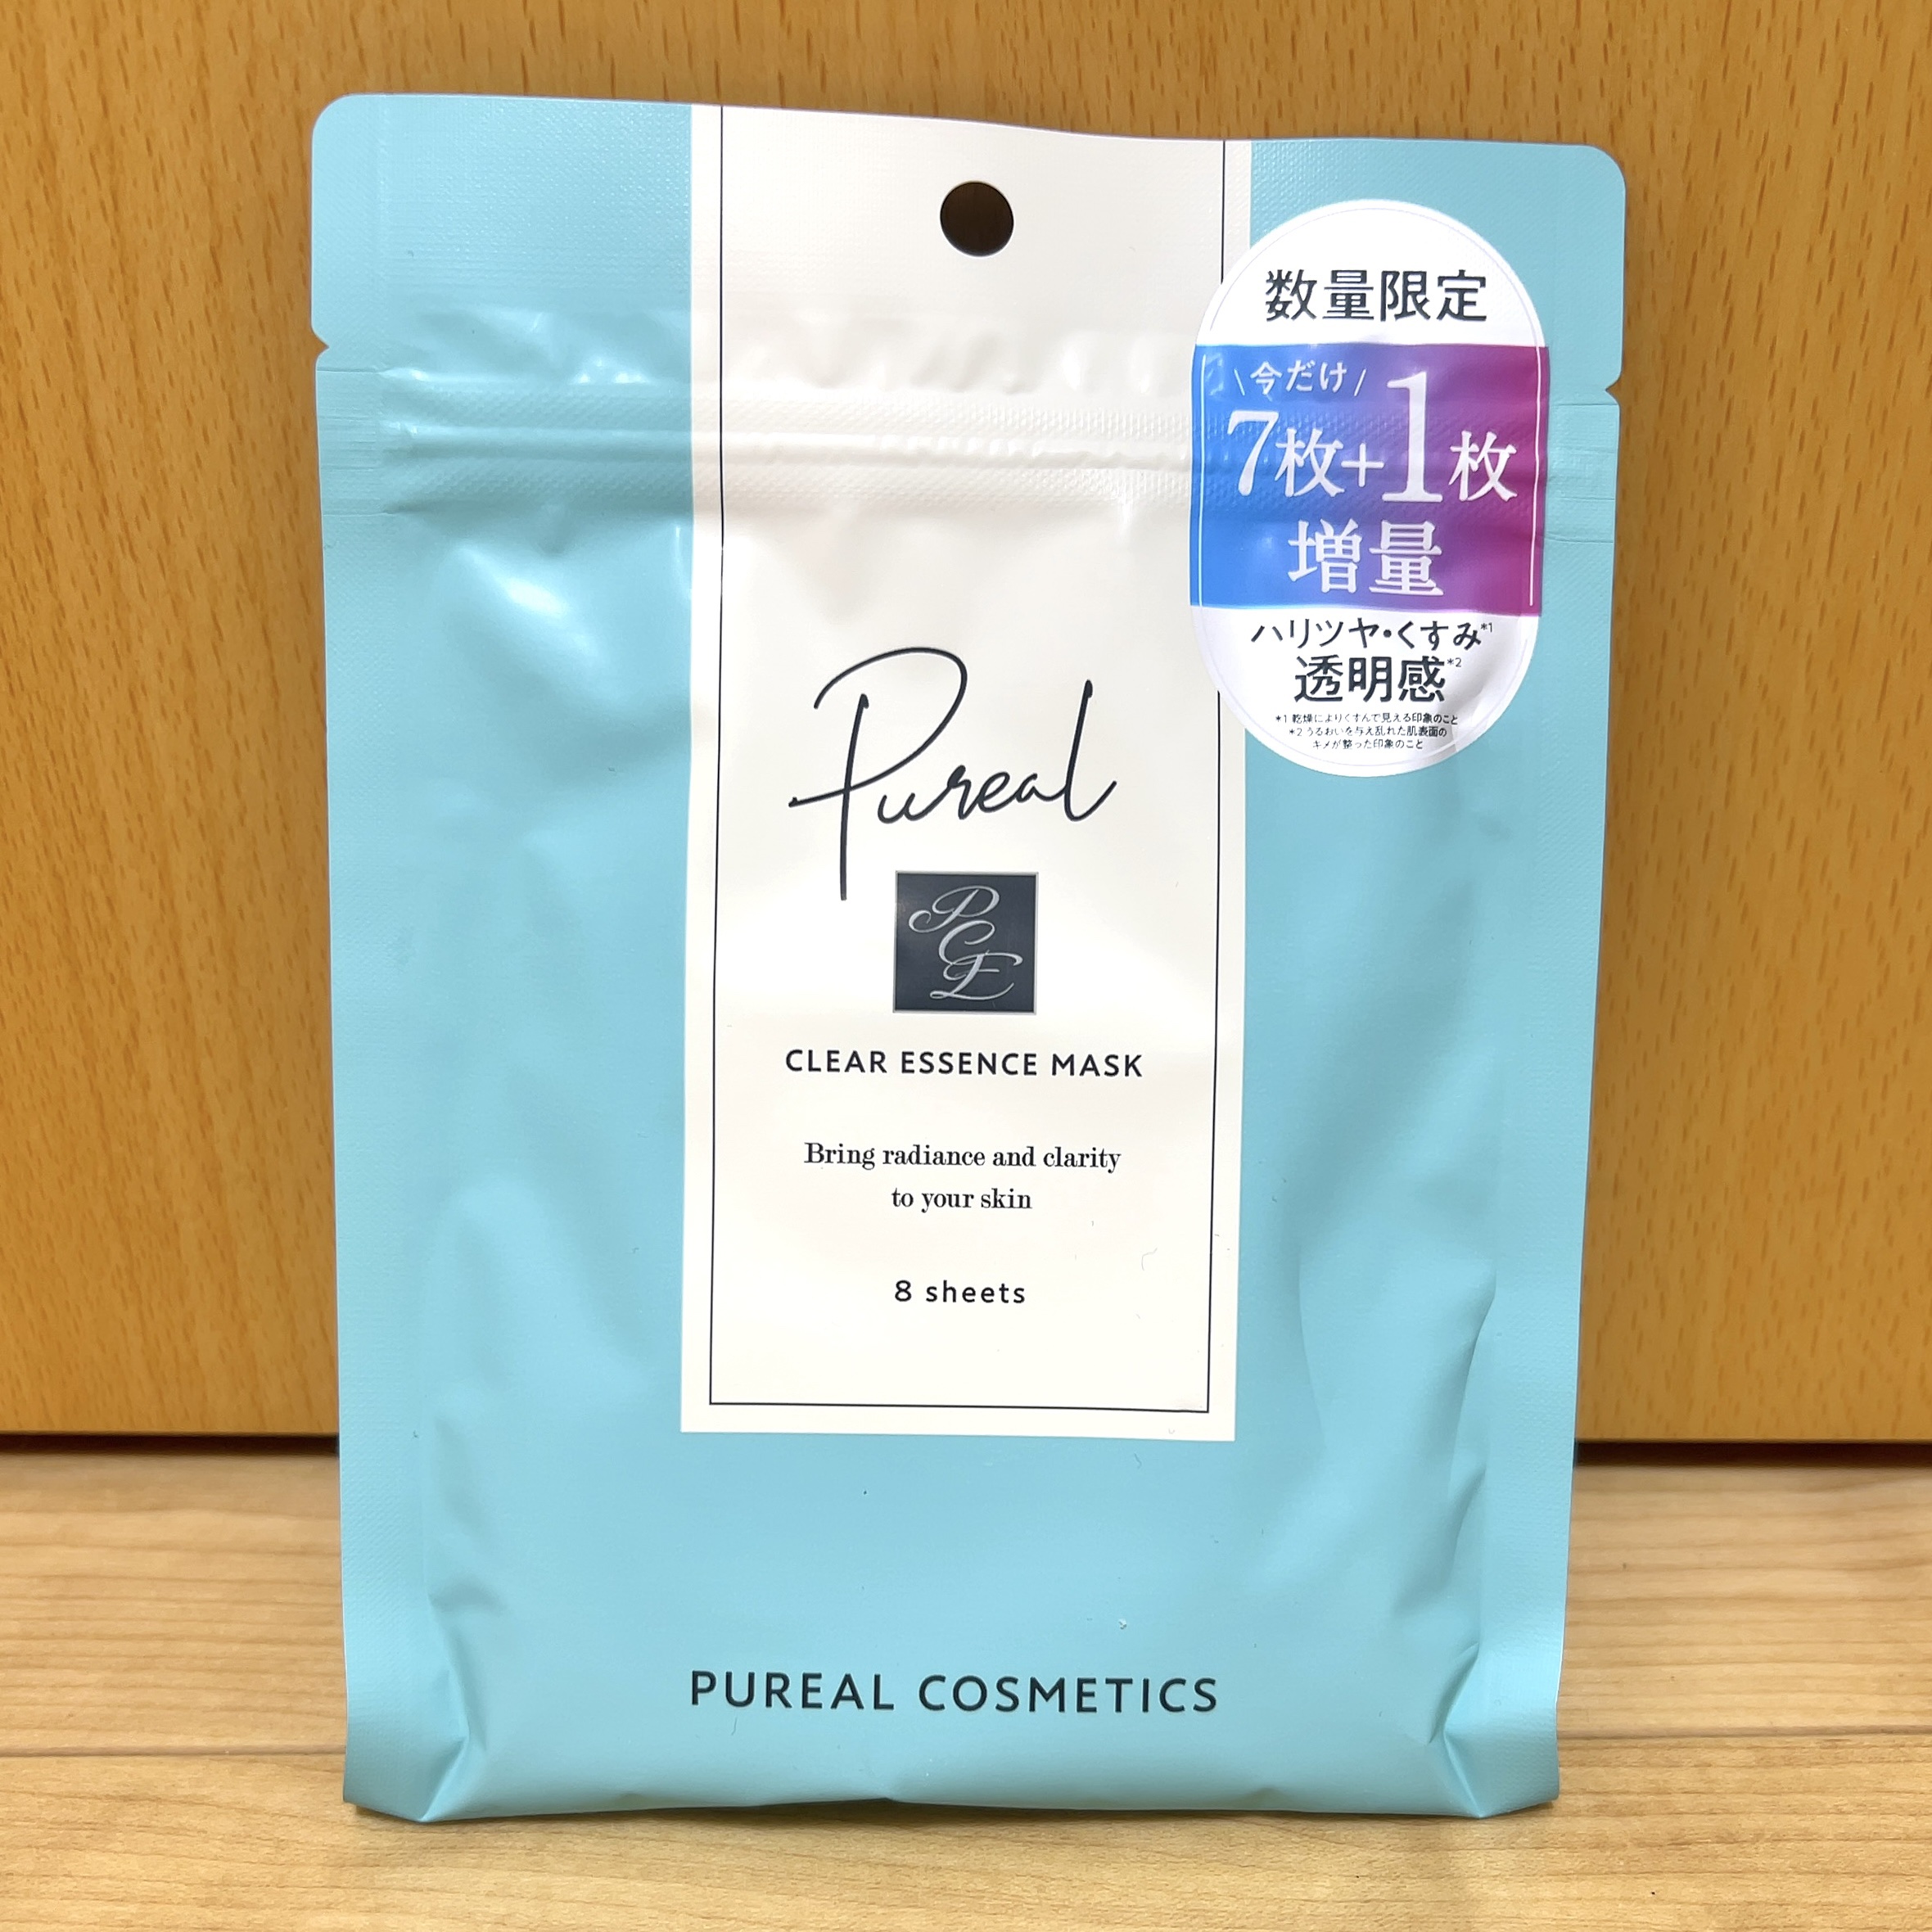 数量限定
\今だけ/
7枚+1枚
増量
ハリツヤ・くすみ*1
透明感*2
*1 乾燥によりくすんで見える印象のこと
*2 うるおいを与え乱れた肌表面の
キメが整った印象のこと
Pureal
PCE
CLEAR ESSENCE MASK
Bring radiance and clarity
to your skin
8 sheets
PUREAL COSMETICS